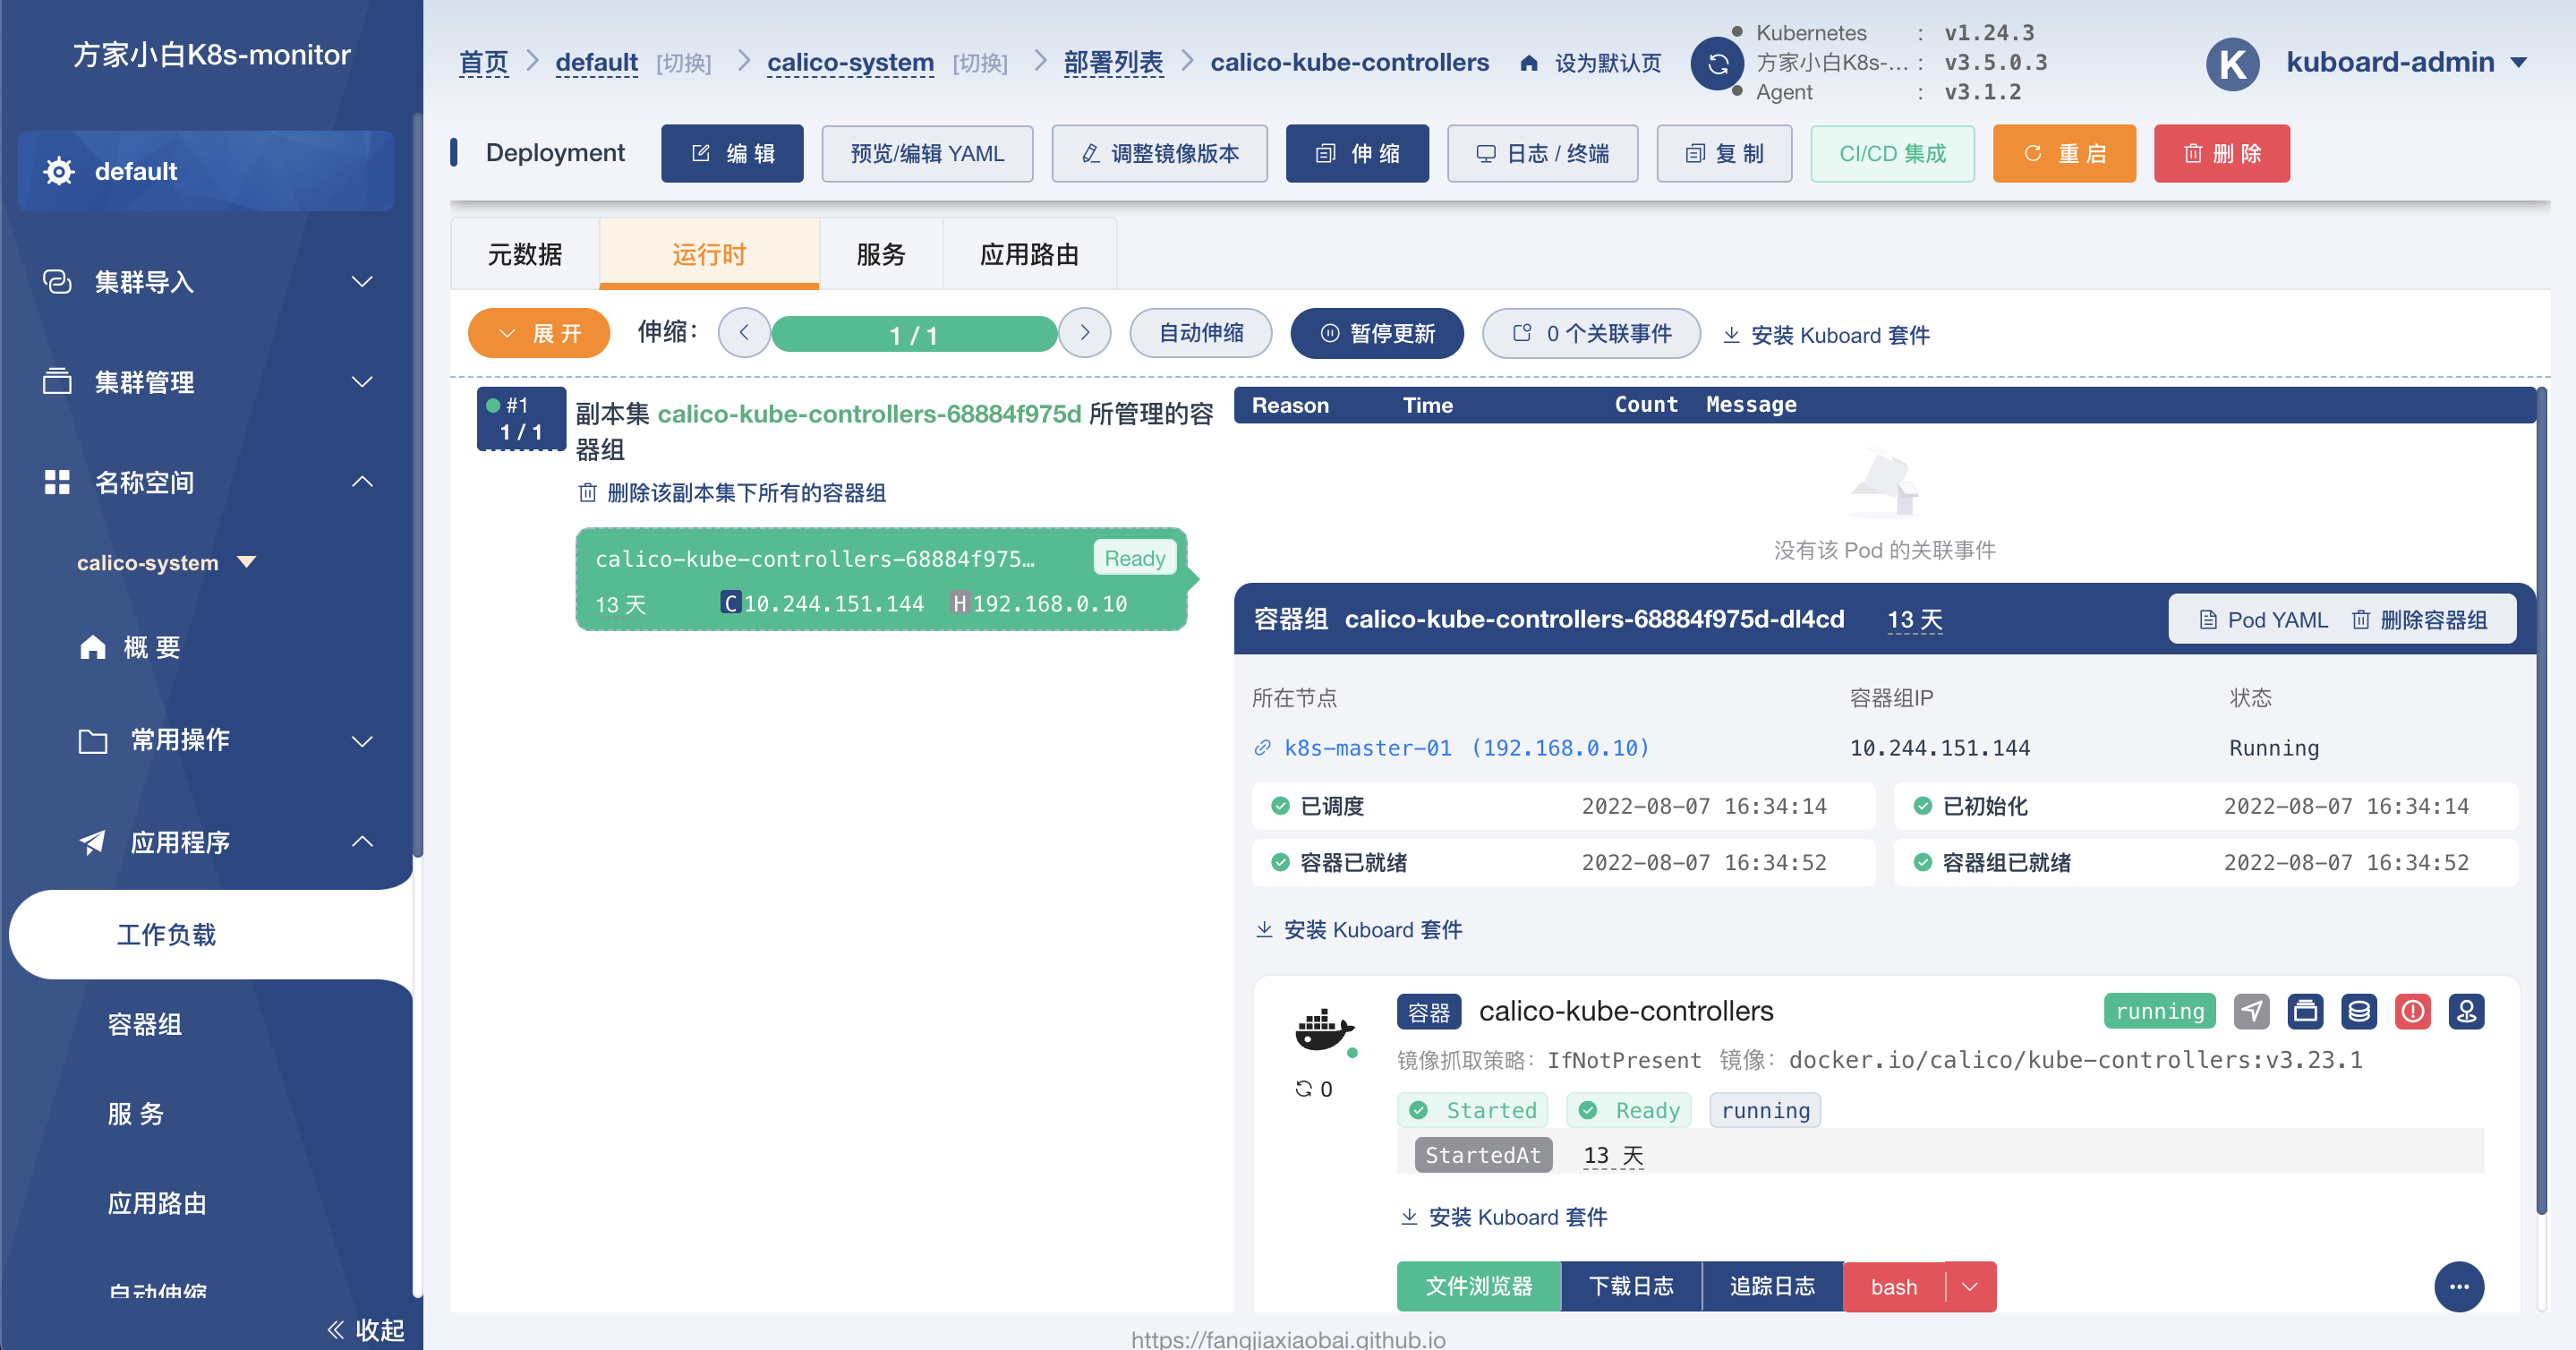 方家小白K8s-monitor
default
集群导入
集群管理
名称空间
calico-system
概 要
常用操作
应用程序
工作负载
容器组
服 务
应用路由
自动伸缩
收起
首页 default [切换] calico-system [切换] 部署列表 calico-kube-controllers 设为默认页
Kubernetes : v1.24.3
方家小白K8s-... : v3.5.0.3
Agent : v3.1.2
K kuboard-admin
Deployment 编 辑 预览/编辑 YAML 调整镜像版本 伸 缩 日志 / 终端 复 制 CI/CD 集成 重 启 删 除
元数据 运行时 服务 应用路由
展 开 伸缩： 1 / 1 自动伸缩 暂停更新 0 个关联事件 安装 Kuboard 套件
#1
1 / 1
副本集 calico-kube-controllers-68884f975d 所管理的容
器组
删除该副本集下所有的容器组
calico-kube-controllers-68884f975… Ready
13 天 C 10.244.151.144 H 192.168.0.10
Reason Time Count Message
没有该 Pod 的关联事件
容器组 calico-kube-controllers-68884f975d-dl4cd 13 天 Pod YAML 删除容器组
所在节点 容器组IP 状态
k8s-master-01 (192.168.0.10) 10.244.151.144 Running
已调度 2022-08-07 16:34:14 已初始化 2022-08-07 16:34:14
容器已就绪 2022-08-07 16:34:52 容器组已就绪 2022-08-07 16:34:52
安装 Kuboard 套件
容器 calico-kube-controllers running
镜像抓取策略： IfNotPresent 镜像： docker.io/calico/kube-controllers:v3.23.1
0
Started Ready running
StartedAt 13 天
安装 Kuboard 套件
文件浏览器 下载日志 追踪日志 bash
https://fangjiaxiaobai.github.io